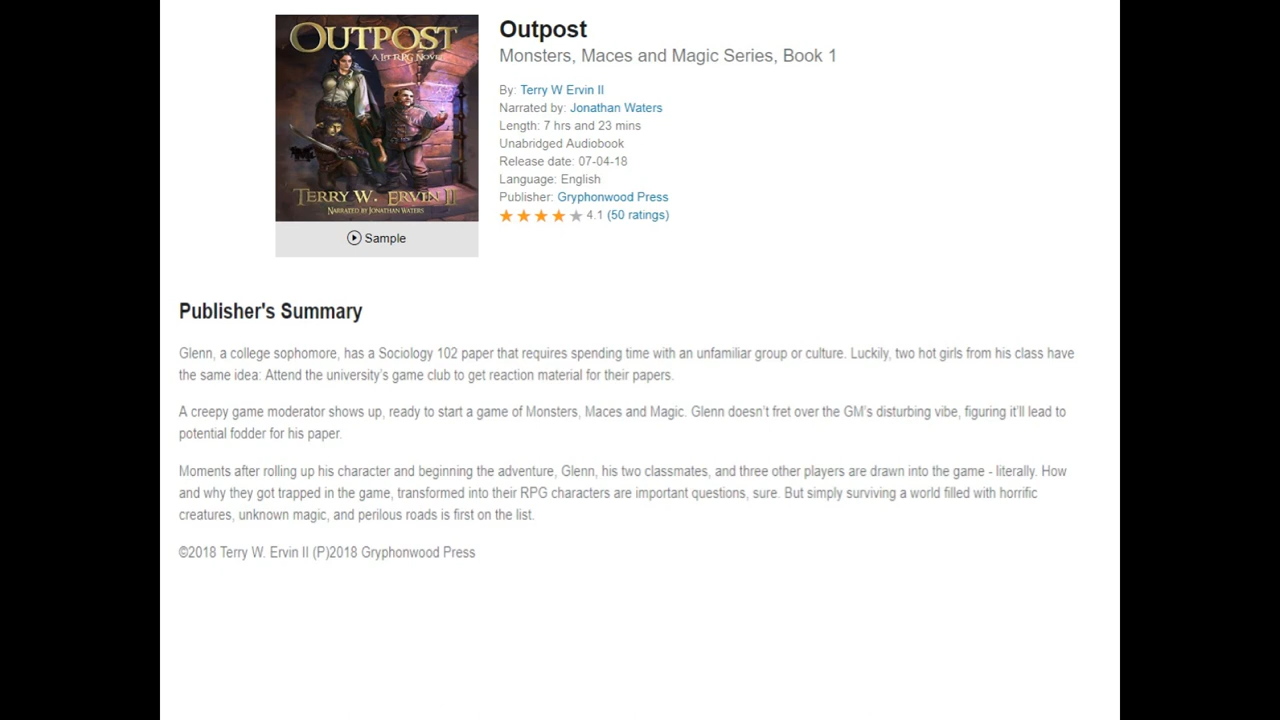 OUTPOST
A LITRPG NOVEL
TERRY W. ERVIN II
NARRATED BY JONATHAN WATERS
Sample
Outpost
Monsters, Maces and Magic Series, Book 1
By: Terry W Ervin II
Narrated by: Jonathan Waters
Length: 7 hrs and 23 mins
Unabridged Audiobook
Release date: 07-04-18
Language: English
Publisher: Gryphonwood Press
4.1 (50 ratings)
Publisher's Summary
Glenn, a college sophomore, has a Sociology 102 paper that requires spending time with an unfamiliar group or culture. Luckily, two hot girls from his class have
the same idea: Attend the university's game club to get reaction material for their papers.
A creepy game moderator shows up, ready to start a game of Monsters, Maces and Magic. Glenn doesn't fret over the GM's disturbing vibe, figuring it'll lead to
potential fodder for his paper.
Moments after rolling up his character and beginning the adventure, Glenn, his two classmates, and three other players are drawn into the game - literally. How
and why they got trapped in the game, transformed into their RPG characters are important questions, sure. But simply surviving a world filled with horrific
creatures, unknown magic, and perilous roads is first on the list.
©2018 Terry W. Ervin II (P)2018 Gryphonwood Press